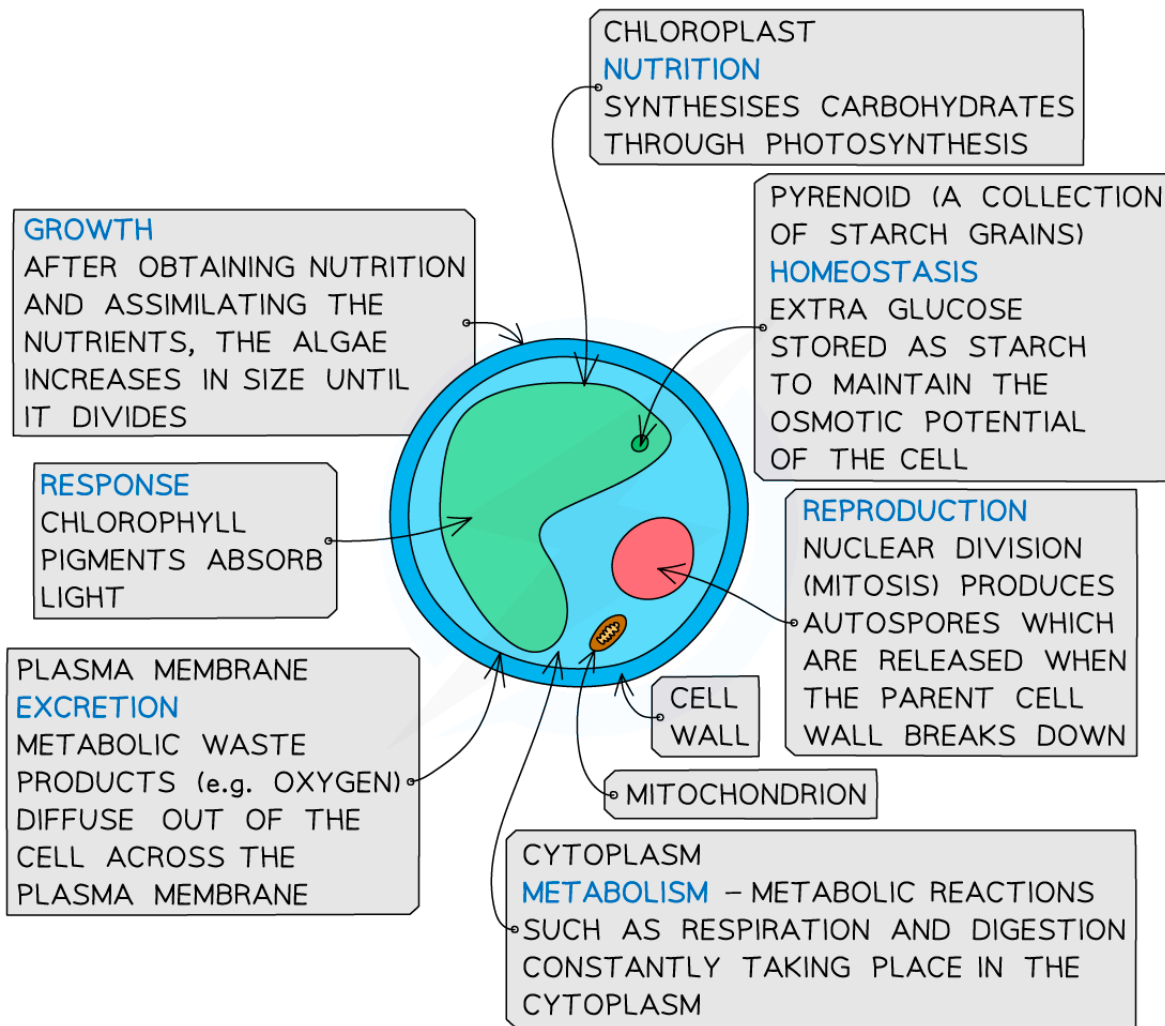 CHLOROPLAST
NUTRITION
SYNTHESISES CARBOHYDRATES
THROUGH PHOTOSYNTHESIS
PYRENOID (A COLLECTION
OF STARCH GRAINS)
HOMEOSTASIS
EXTRA GLUCOSE
STORED AS STARCH
TO MAINTAIN THE
OSMOTIC POTENTIAL
OF THE CELL
GROWTH
AFTER OBTAINING NUTRITION
AND ASSIMILATING THE
NUTRIENTS, THE ALGAE
INCREASES IN SIZE UNTIL
IT DIVIDES
RESPONSE
CHLOROPHYLL
PIGMENTS ABSORB
LIGHT
REPRODUCTION
NUCLEAR DIVISION
(MITOSIS) PRODUCES
AUTOSPORES WHICH
ARE RELEASED WHEN
THE PARENT CELL
WALL BREAKS DOWN
PLASMA MEMBRANE
EXCRETION
METABOLIC WASTE
PRODUCTS (e.g. OXYGEN)
DIFFUSE OUT OF THE
CELL ACROSS THE
PLASMA MEMBRANE
CELL
WALL
MITOCHONDRION
CYTOPLASM
METABOLISM – METABOLIC REACTIONS
SUCH AS RESPIRATION AND DIGESTION
CONSTANTLY TAKING PLACE IN THE
CYTOPLASM